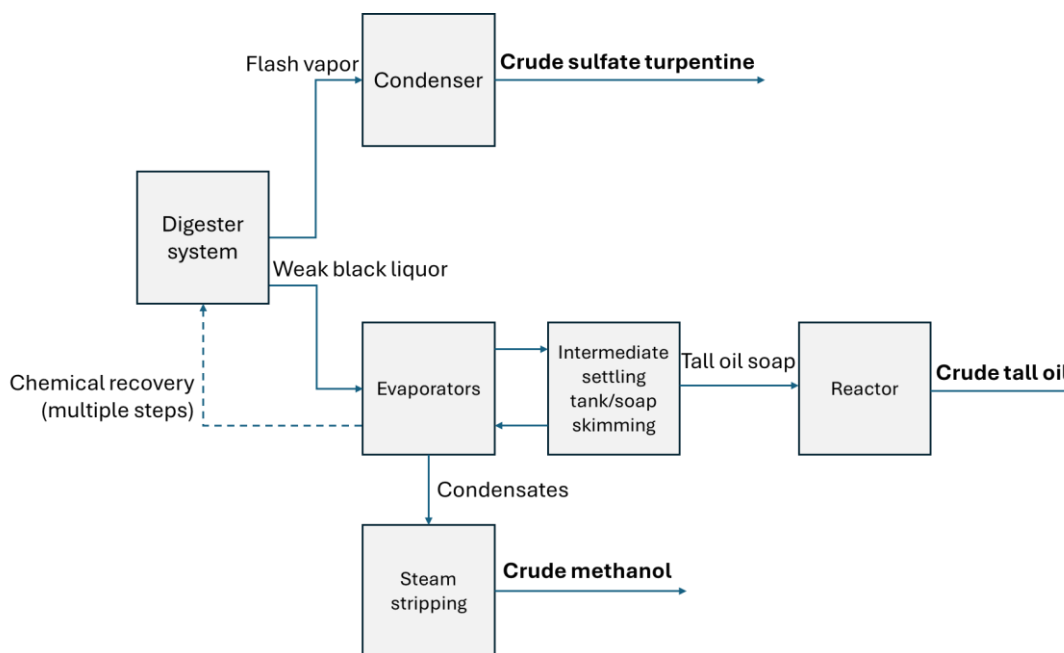 Flash vapor
Condenser
Crude sulfate turpentine
Digester
system
Weak black liquor
Chemical recovery
(multiple steps)
Evaporators
Intermediate
settling
tank/soap
skimming
Tall oil soap
Reactor
Crude tall oil
Condensates
Steam
stripping
Crude methanol